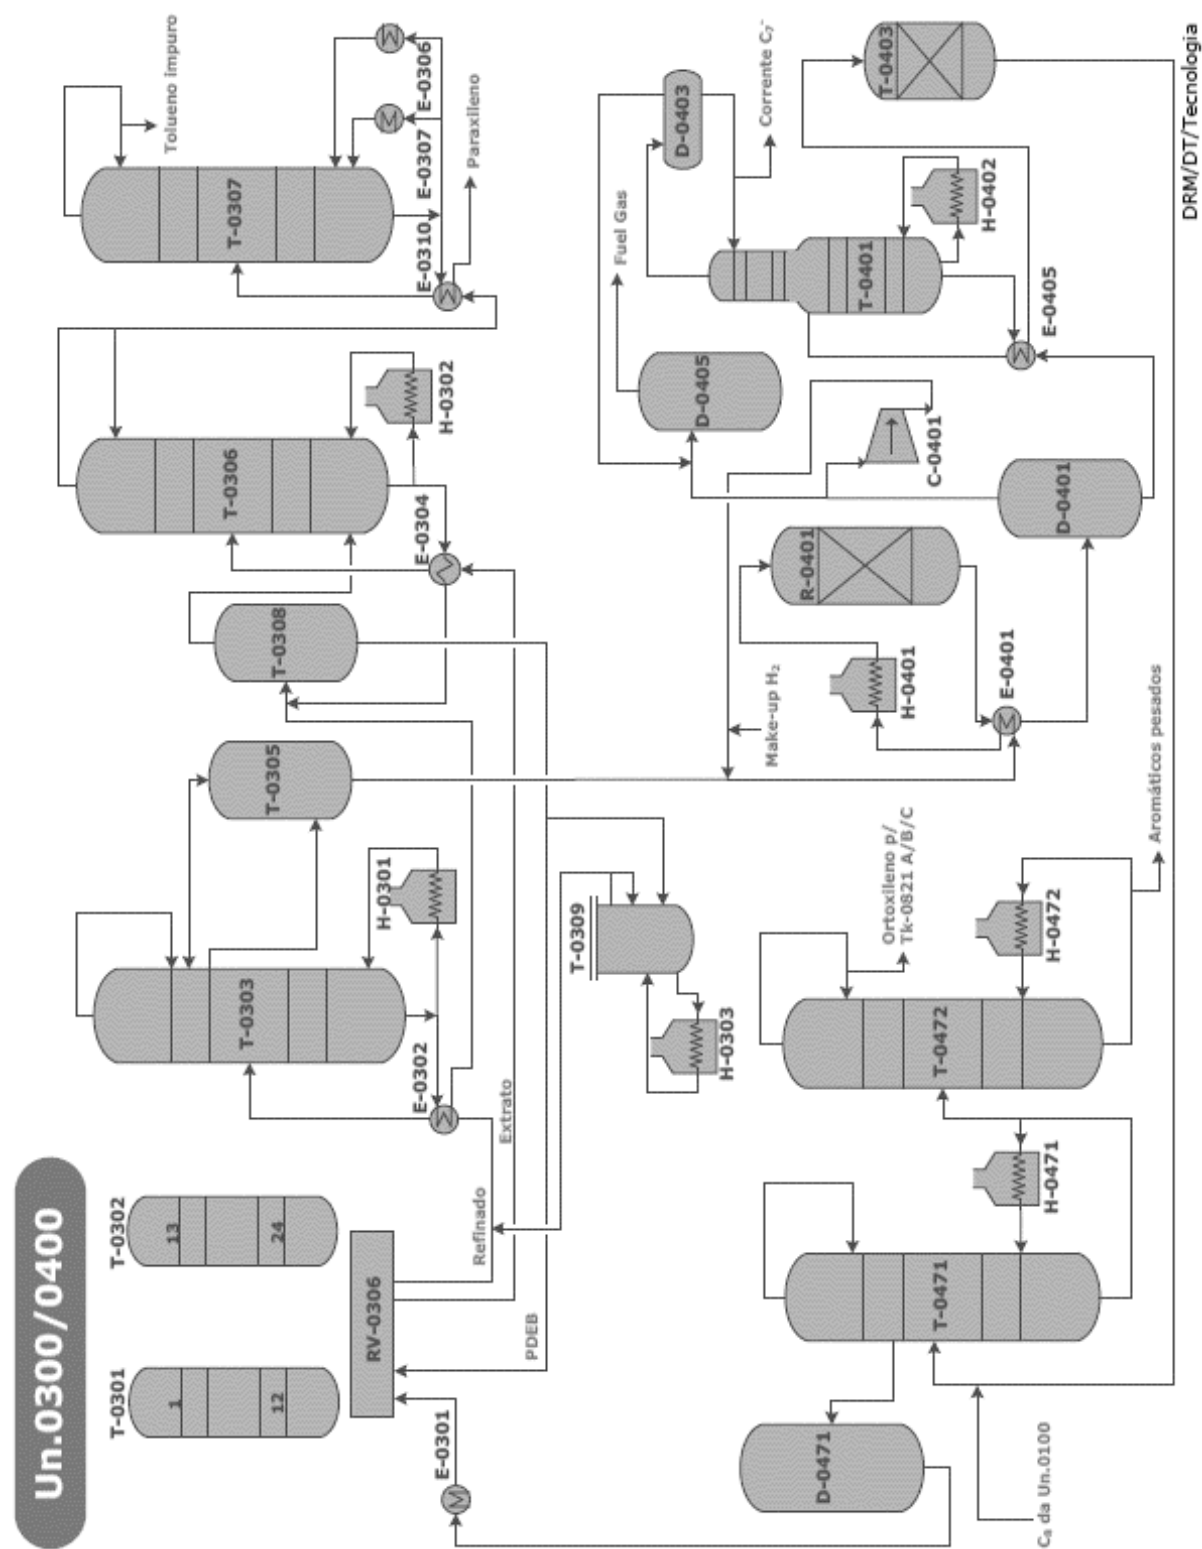 Un.0300/0400
T-0301
1
12
T-0302
13
24
RV-0306
E-0301
PDEB
Refinado
Extrato
E-0302
T-0303
H-0301
T-0305
T-0308
E-0304
T-0306
H-0302
E-0310
E-0307
E-0306
T-0307
Tolueno impuro
Paraxileno
T-0309
H-0303
Make-up H₂
H-0401
R-0401
E-0401
D-0401
C-0401
D-0405
Fuel Gas
D-0403
T-0401
Corrente C₇⁻
H-0402
E-0405
T-0403
D-0471
C₈ da Un.0100
T-0471
H-0471
T-0472
H-0472
Ortoxileno p/
Tk-0821 A/B/C
Aromáticos pesados
DRM/DT/Tecnologia